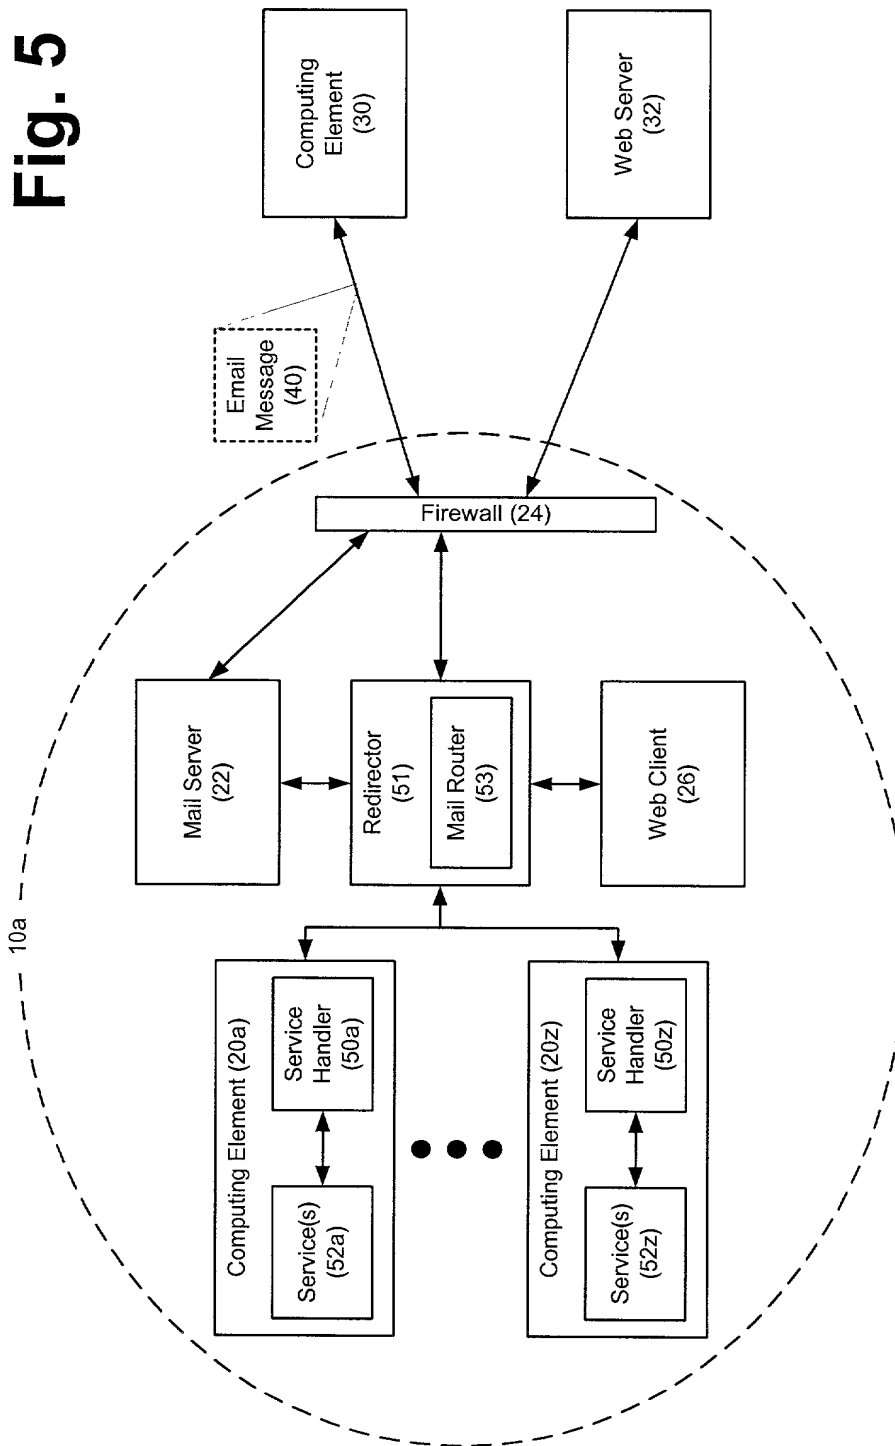 Fig. 5
10a
Computing Element (20a)
Service(s)
(52a)
Service
Handler
(50a)
Computing Element (20z)
Service(s)
(52z)
Service
Handler
(50z)
Mail Server
(22)
Redirector
(51)
Mail Router
(53)
Web Client
(26)
Firewall (24)
Email
Message
(40)
Computing
Element
(30)
Web Server
(32)